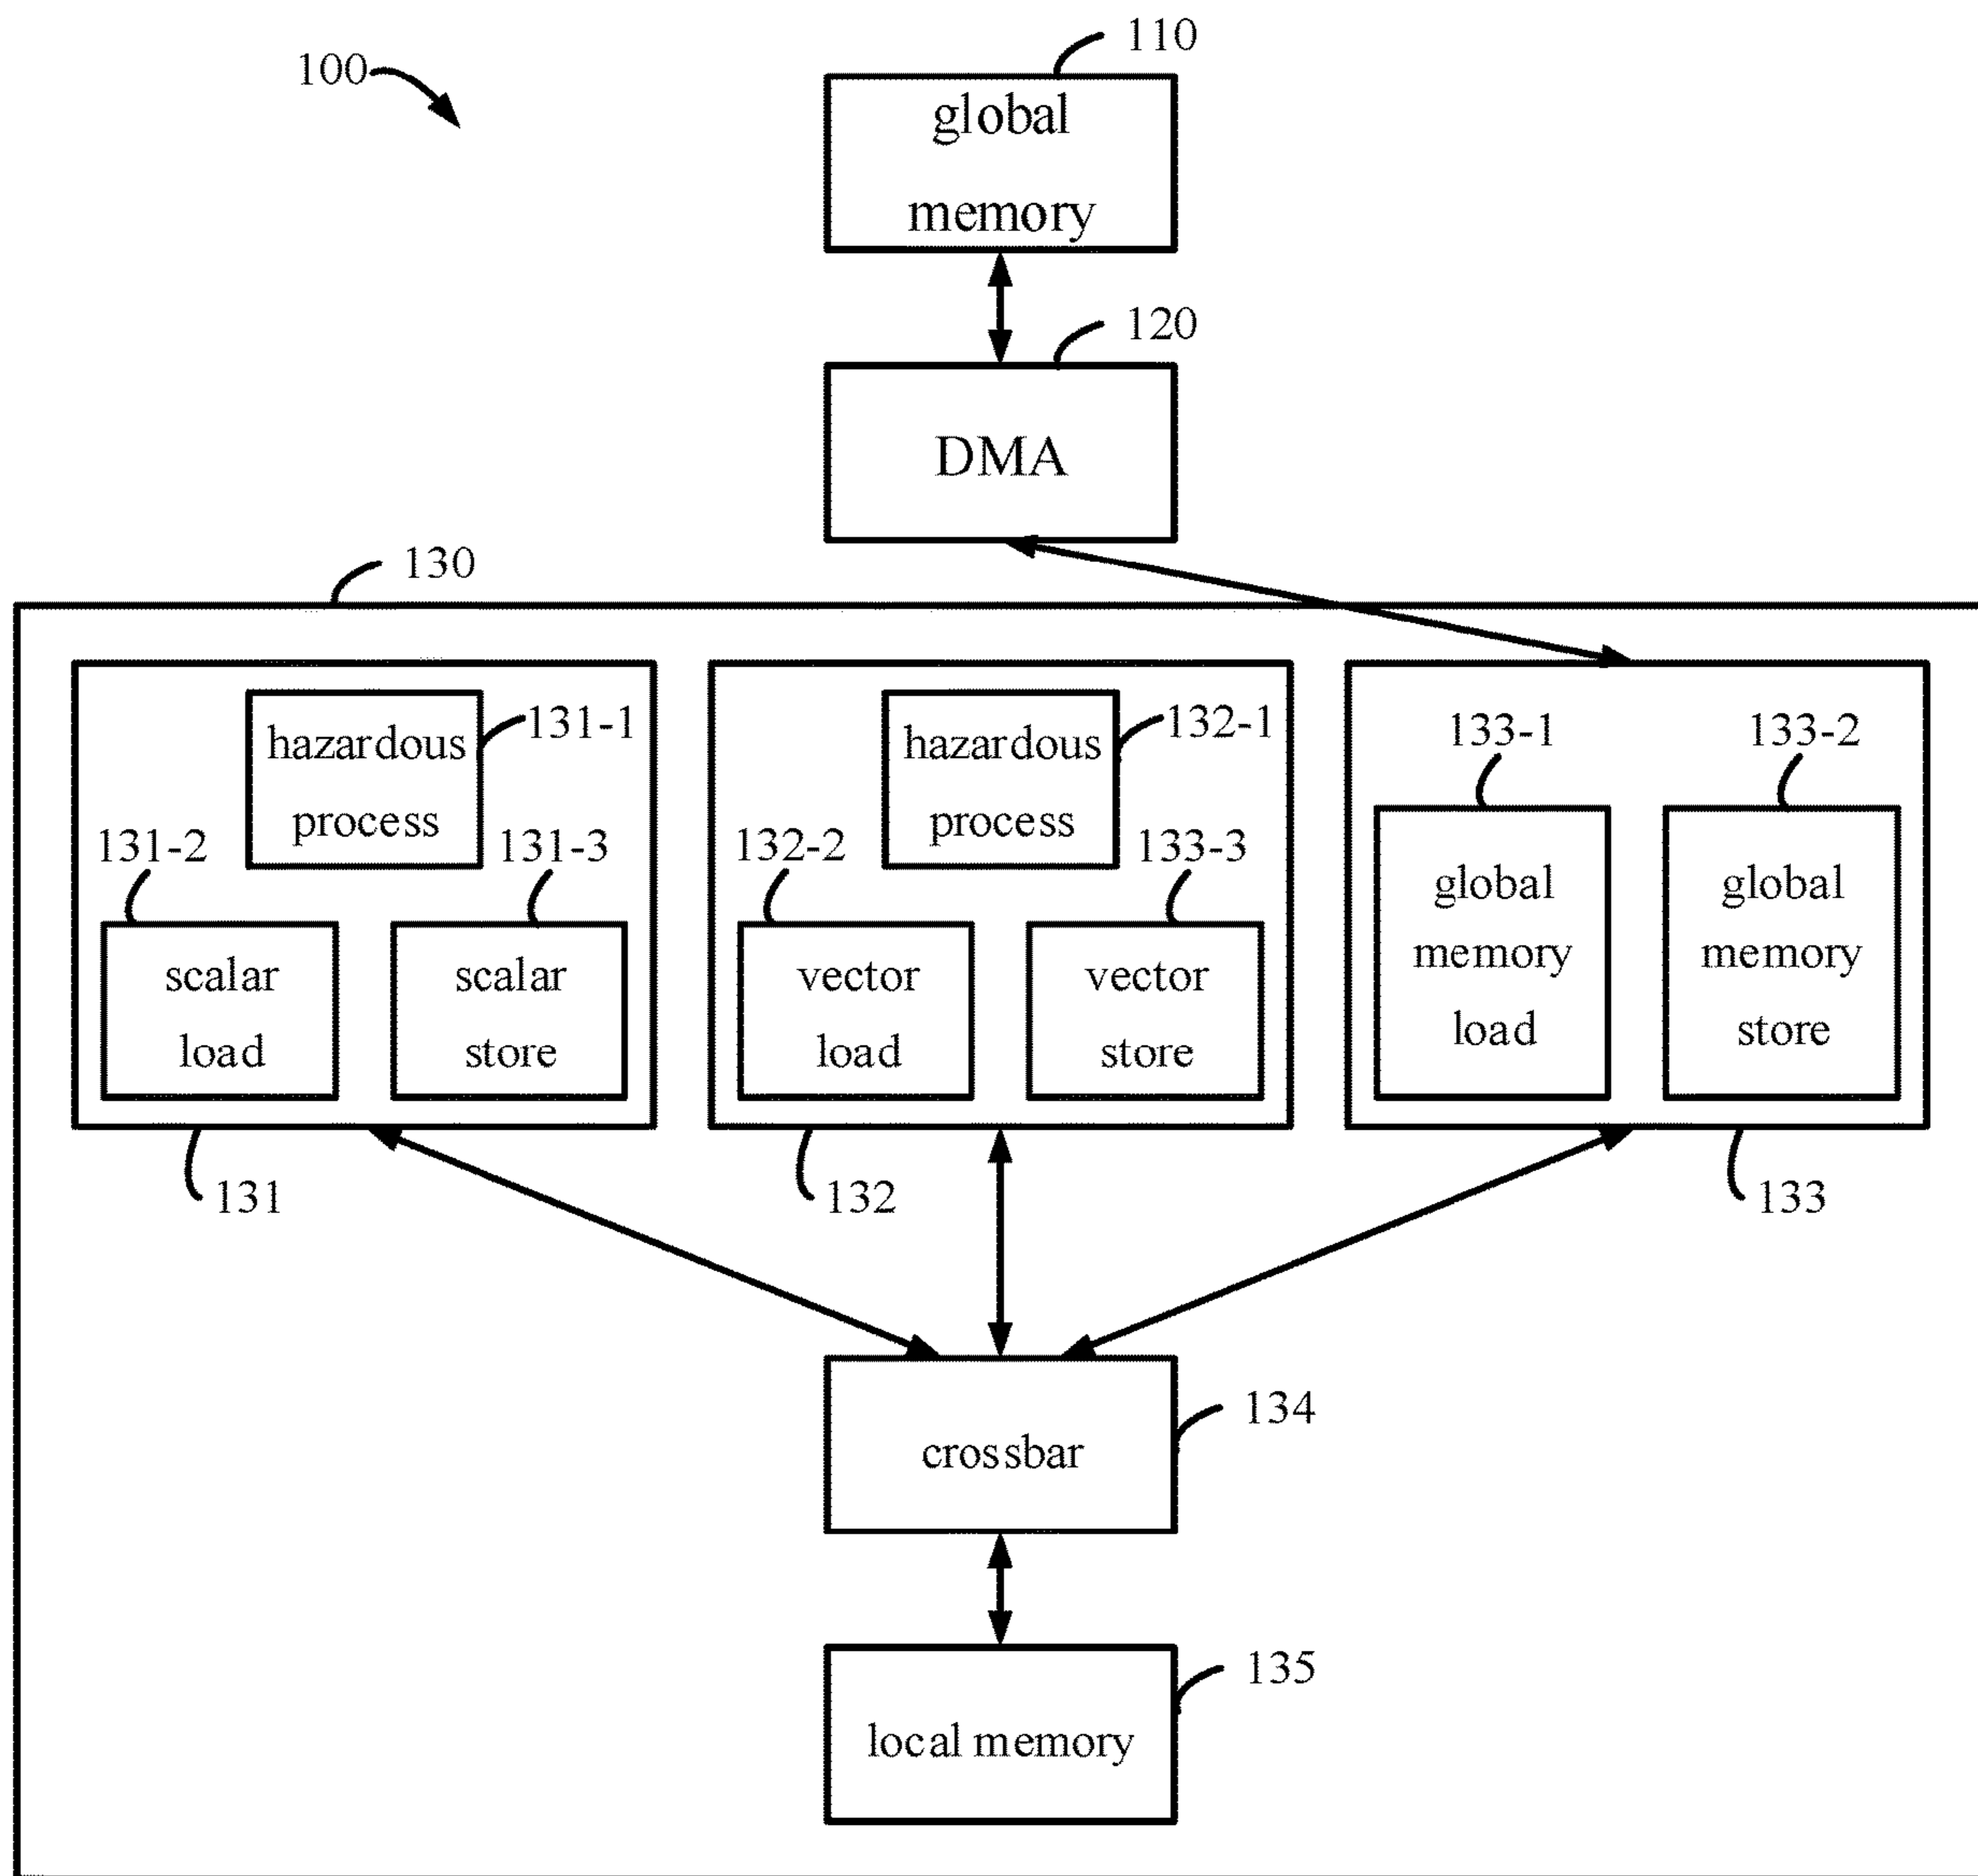 100
110
global
memory
120
DMA
130
hazardous
process
131-1
131-2
131-3
scalar
load
scalar
store
131
hazardous
process
132-1
132-2
133-3
vector
load
vector
store
132
133-1
133-2
global
memory
load
global
memory
store
133
134
crossbar
135
local memory